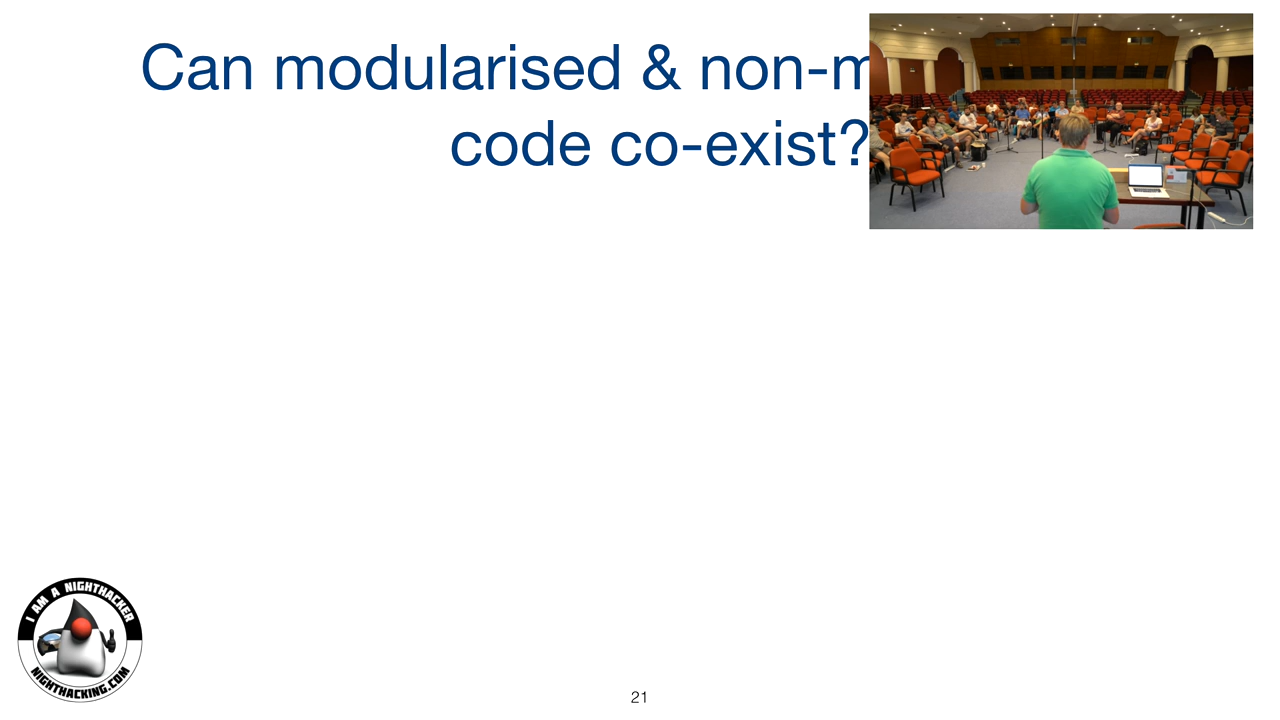 Can modularised & non-m
code co-exist?
I AM A NIGHTHACKER
NIGHTHACKING.COM
21